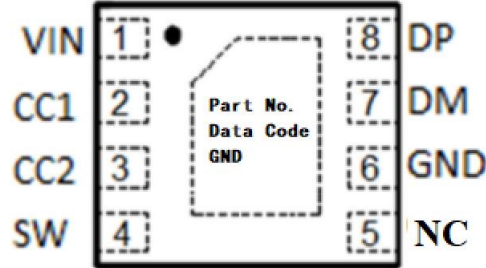 VIN 1 8 DP
CC1 2 7 DM
CC2 3 6 GND
SW 4 5 NC
Part No.
Data Code
GND